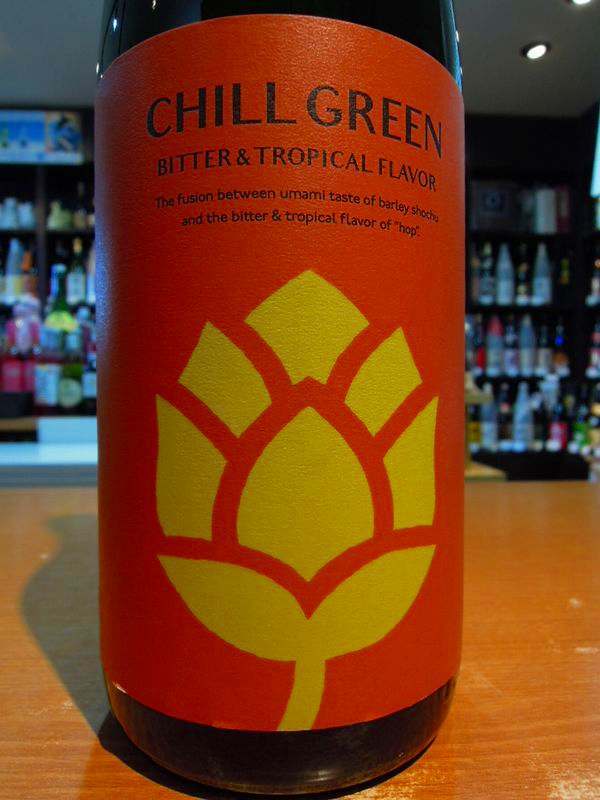 CHILL GREEN
BITTER & TROPICAL FLAVOR
The fusion between umami taste of barley shochu
and the bitter & tropical flavor of "hop".